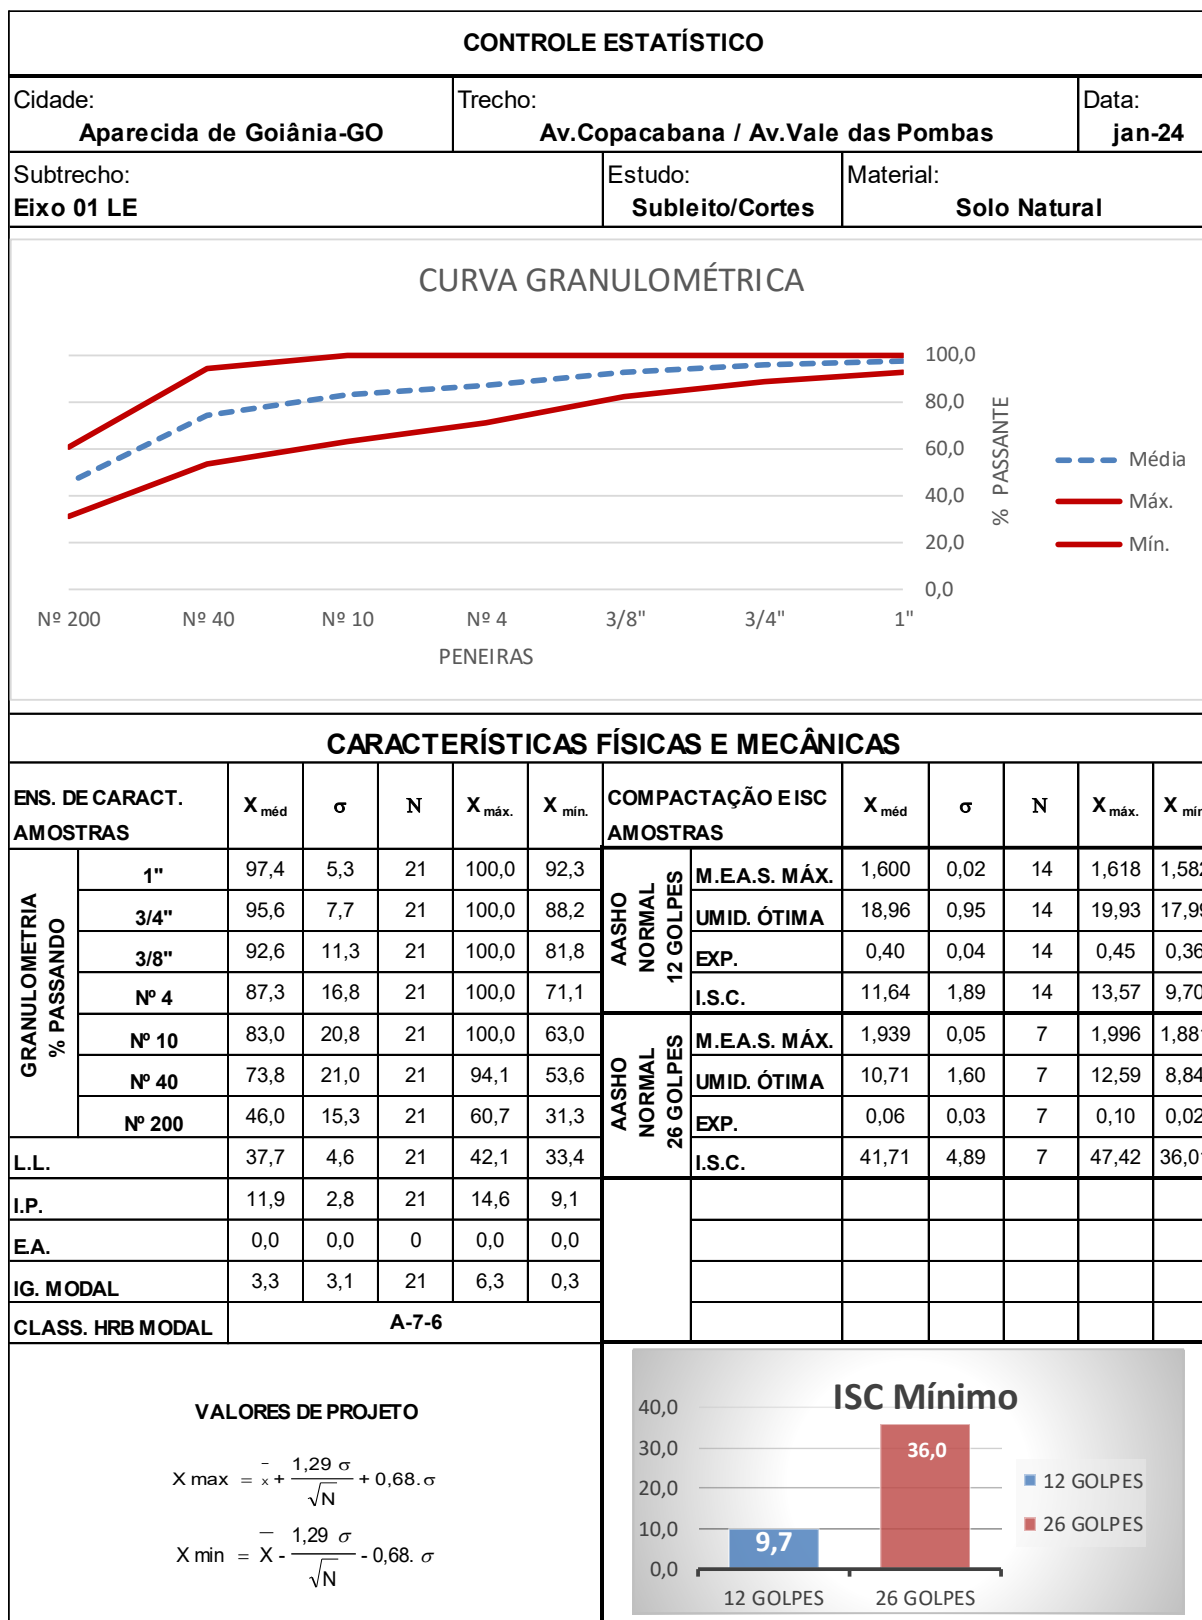 CONTROLE ESTATÍSTICO
Cidade: Trecho: Data:
Aparecida de Goiânia-GO Av.Copacabana / Av.Vale das Pombas jan-24
Subtrecho: Estudo: Material:
Eixo 01 LE Subleito/Cortes Solo Natural
CURVA GRANULOMÉTRICA
100,0
80,0
60,0
40,0
20,0
0,0
% PASSANTE
Média
Máx.
Mín.
Nº 200 Nº 40 Nº 10 Nº 4 3/8" 3/4" 1"
PENEIRAS
CARACTERÍSTICAS FÍSICAS E MECÂNICAS
ENS. DE CARACT. AMOSTRAS X méd σ N X máx. X mín.
GRANULOMETRIA % PASSANDO
1" 97,4 5,3 21 100,0 92,3
3/4" 95,6 7,7 21 100,0 88,2
3/8" 92,6 11,3 21 100,0 81,8
Nº 4 87,3 16,8 21 100,0 71,1
Nº 10 83,0 20,8 21 100,0 63,0
Nº 40 73,8 21,0 21 94,1 53,6
Nº 200 46,0 15,3 21 60,7 31,3
L.L. 37,7 4,6 21 42,1 33,4
I.P. 11,9 2,8 21 14,6 9,1
E.A. 0,0 0,0 0 0,0 0,0
IG. MODAL 3,3 3,1 21 6,3 0,3
CLASS. HRB MODAL A-7-6
COMPACTAÇÃO E ISC AMOSTRAS X méd σ N X máx. X mín
AASHO NORMAL 12 GOLPES
M.E.A.S. MÁX. 1,600 0,02 14 1,618 1,582
UMID. ÓTIMA 18,96 0,95 14 19,93 17,99
EXP. 0,40 0,04 14 0,45 0,36
I.S.C. 11,64 1,89 14 13,57 9,70
AASHO NORMAL 26 GOLPES
M.E.A.S. MÁX. 1,939 0,05 7 1,996 1,881
UMID. ÓTIMA 10,71 1,60 7 12,59 8,84
EXP. 0,06 0,03 7 0,10 0,02
I.S.C. 41,71 4,89 7 47,42 36,01
VALORES DE PROJETO
X max = x̄ + 1,29 σ / √N + 0,68.σ
X min = X̄ - 1,29 σ / √N - 0,68. σ
ISC Mínimo
40,0
30,0
20,0
10,0
0,0
9,7
36,0
12 GOLPES 26 GOLPES
12 GOLPES
26 GOLPES